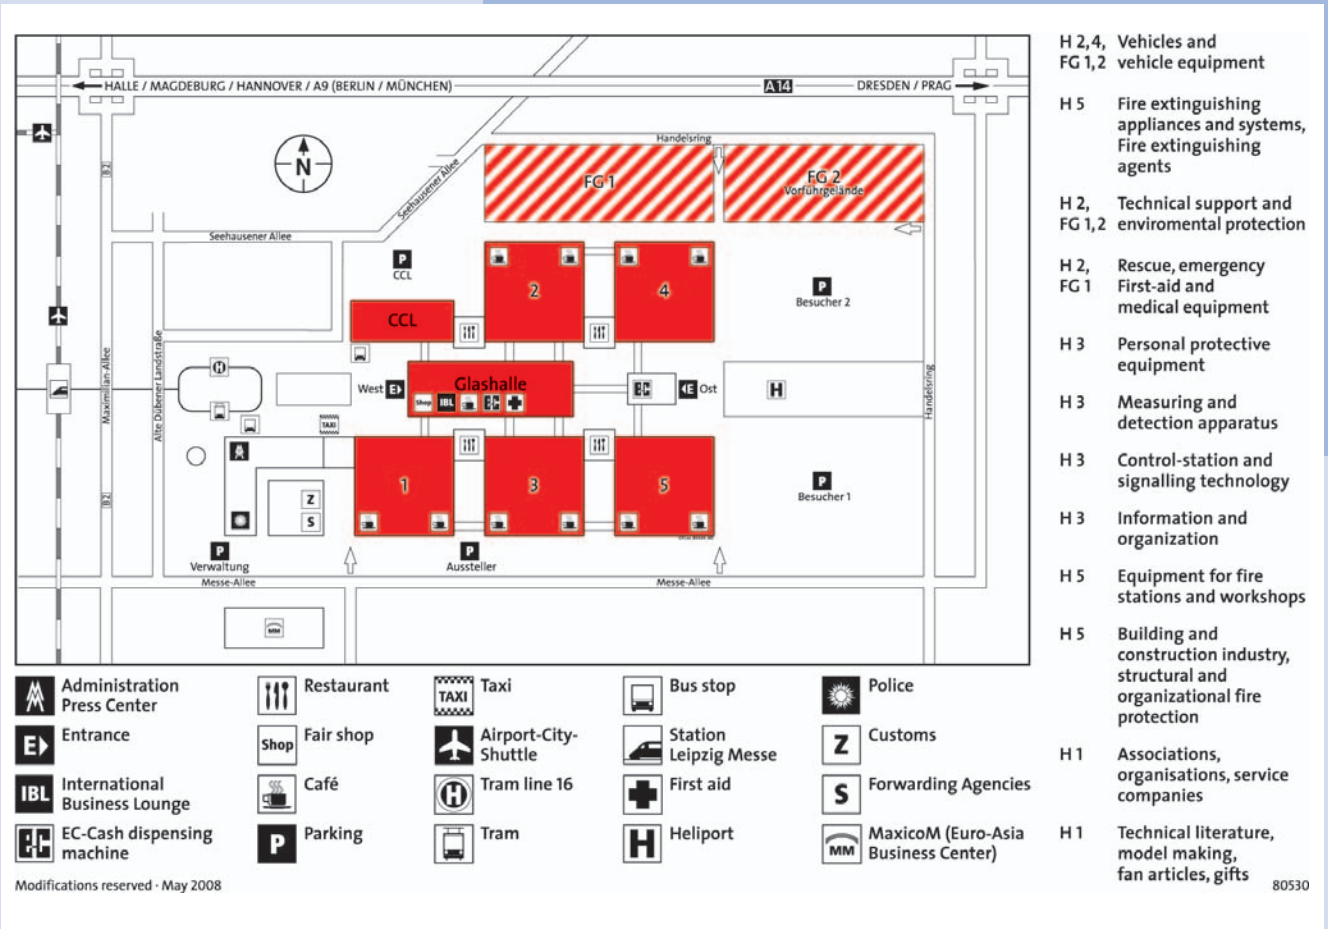 HALLE / MAGDEBURG / HANNOVER / A9 (BERLIN / MÜNCHEN)
A14
DRESDEN / PRAG
Handelsring
N
B2
Seehausener Allee
FG 1
FG 2
Vorführgelände
Seehausener Allee
P
CCL
2
4
P
Besucher 2
CCL
Maximilian-Allee
Alte Dübener Landstraße
H
West
E
Glashalle
Shop
IBL
EC
E
Ost
H
Handelsring
TAXI
1
3
5
P
Besucher 1
Z
S
B2
P
Verwaltung
P
Aussteller
Messe-Allee
Messe-Allee
MM
H 2,4, Vehicles and
FG 1,2 vehicle equipment
H 5 Fire extinguishing
appliances and systems,
Fire extinguishing
agents
H 2, Technical support and
FG 1,2 enviromental protection
H 2, Rescue, emergency
FG 1 First-aid and
medical equipment
H 3 Personal protective
equipment
H 3 Measuring and
detection apparatus
H 3 Control-station and
signalling technology
H 3 Information and
organization
H 5 Equipment for fire
stations and workshops
H 5 Building and
construction industry,
structural and
organizational fire
protection
H 1 Associations,
organisations, service
companies
H 1 Technical literature,
model making,
fan articles, gifts
Administration
Press Center
E
Entrance
IBL
International
Business Lounge
EC
EC-Cash dispensing
machine
Restaurant
Shop
Fair shop
Café
P
Parking
TAXI
Taxi
Airport-City-
Shuttle
H
Tram line 16
Tram
Bus stop
Station
Leipzig Messe
First aid
H
Heliport
Police
Z
Customs
S
Forwarding Agencies
MM
MaxicoM (Euro-Asia
Business Center)
Modifications reserved · May 2008
80530